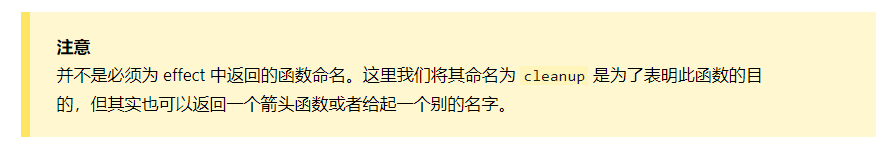 注意
并不是必须为 effect 中返回的函数命名。这里我们将其命名为 cleanup 是为了表明此函数的目
的，但其实也可以返回一个箭头函数或者给起一个别的名字。